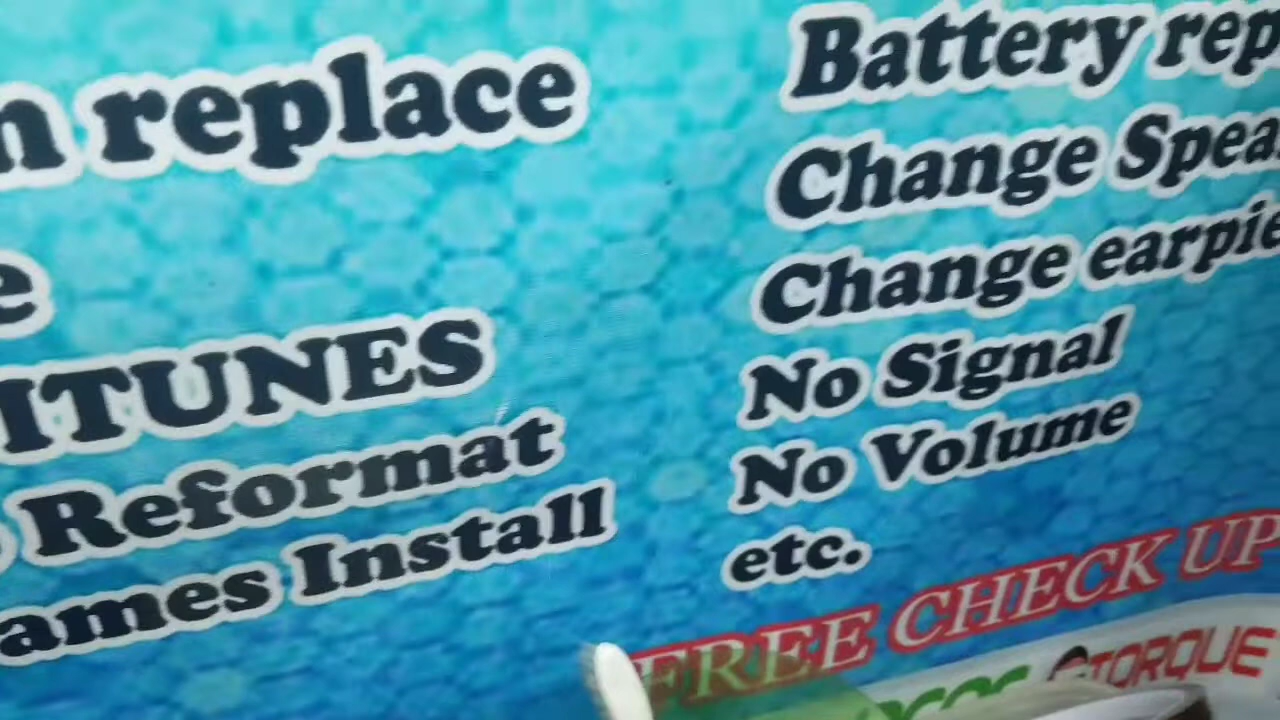 n replace
e
ITUNES
Reformat
ames Install
Battery rep
Change Spea
Change earpie
No Signal
No Volume
etc.
FREE CHECK UP
TORQUE